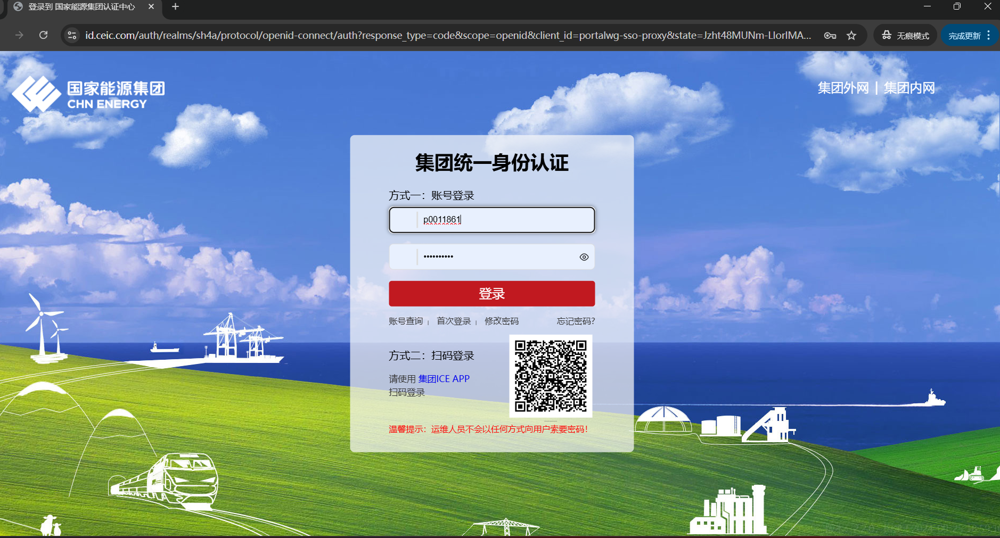 登录到 国家能源集团认证中心
id.ceic.com/auth/realms/sh4a/protocol/openid-connect/auth?response_type=code&scope=openid&client_id=portalwg-sso-proxy&state=Jzht48MUNm-LIorIMA...
无痕模式
完成更新
国家能源集团
CHN ENERGY
集团外网 | 集团内网
集团统一身份认证
方式一：账号登录
p0011861
••••••••••
登录
账号查询 | 首次登录 | 修改密码 忘记密码?
方式二：扫码登录
请使用 集团ICE APP
扫码登录
温馨提示：运维人员不会以任何方式向用户索要密码！